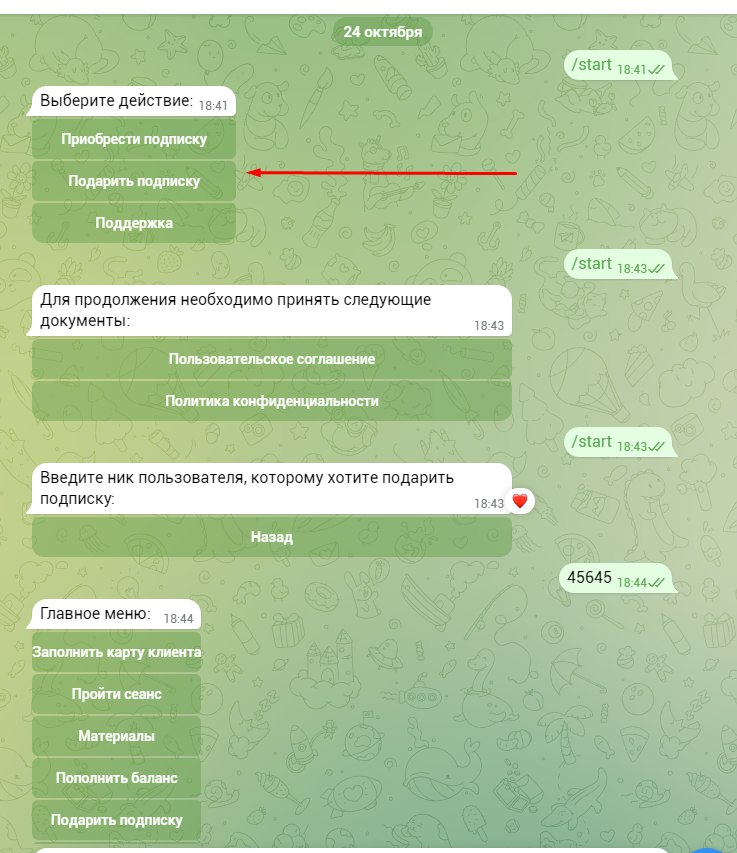 24 октября
/start 18:41
Выберите действие: 18:41
Приобрести подписку
Подарить подписку
Поддержка
/start 18:43
Для продолжения необходимо принять следующие
документы: 18:43
Пользовательское соглашение
Политика конфиденциальности
/start 18:43
Введите ник пользователя, которому хотите подарить
подписку: 18:43
Назад
45645 18:44
Главное меню: 18:44
Заполнить карту клиента
Пройти сеанс
Материалы
Пополнить баланс
Подарить подписку